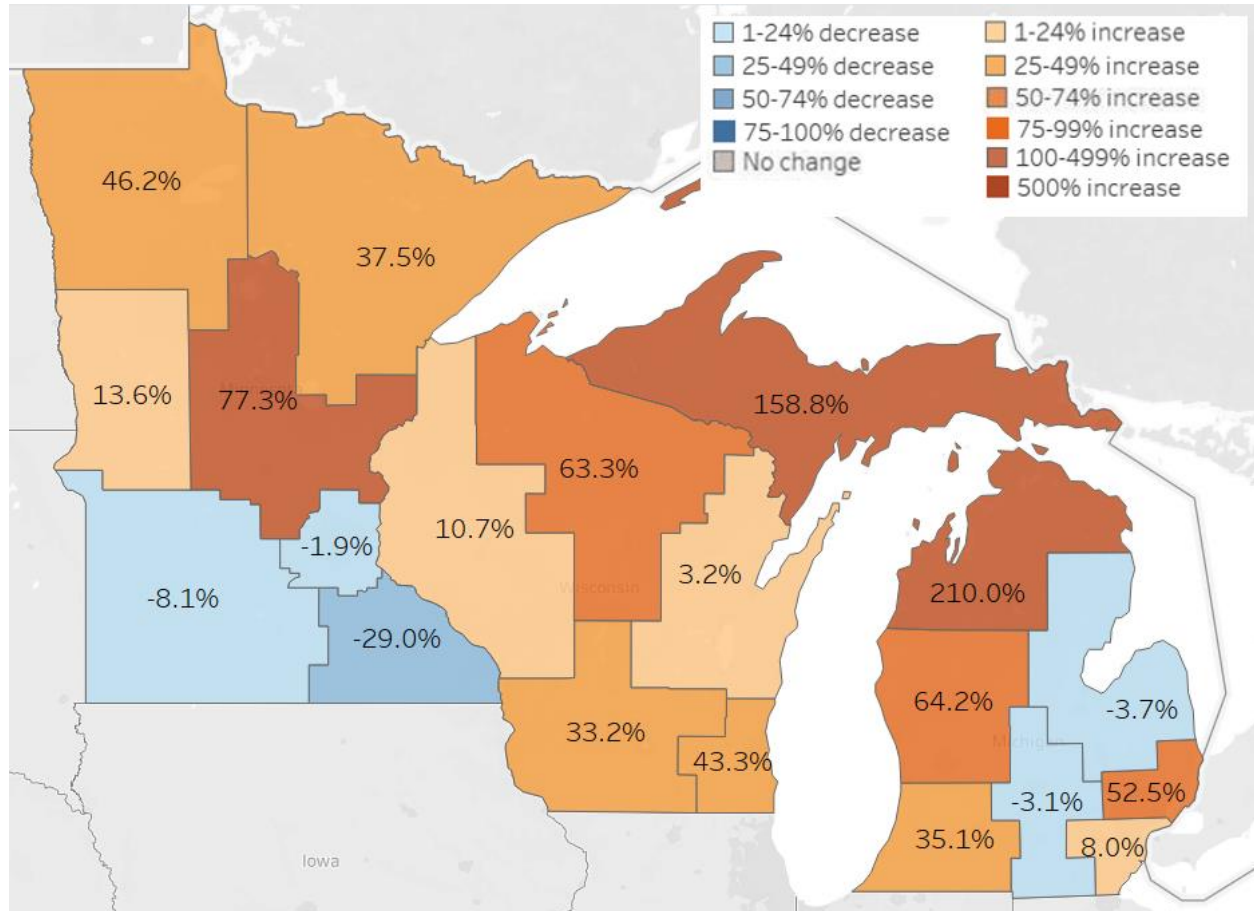 1-24% decrease
25-49% decrease
50-74% decrease
75-100% decrease
No change
1-24% increase
25-49% increase
50-74% increase
75-99% increase
100-499% increase
500% increase
46.2%
37.5%
13.6%
77.3%
158.8%
63.3%
10.7%
-1.9%
3.2%
Wisconsin
-8.1%
210.0%
-29.0%
64.2%
-3.7%
Michigan
33.2%
43.3%
-3.1%
52.5%
Iowa
35.1%
8.0%